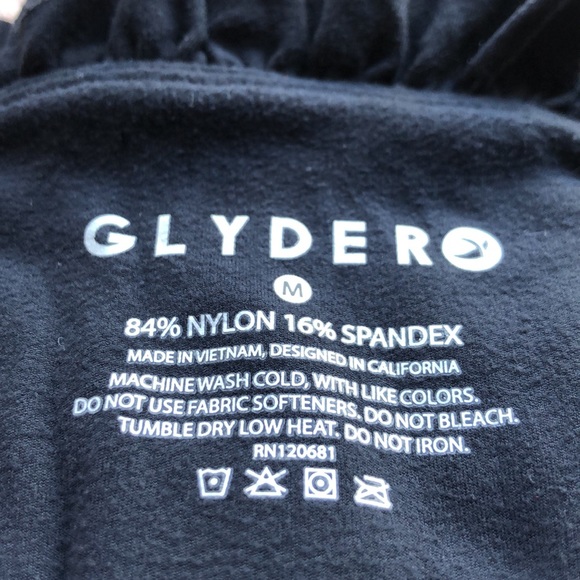 GLYDER
M
84% NYLON 16% SPANDEX
MADE IN VIETNAM, DESIGNED IN CALIFORNIA
MACHINE WASH COLD, WITH LIKE COLORS.
DO NOT USE FABRIC SOFTENERS. DO NOT BLEACH.
TUMBLE DRY LOW HEAT. DO NOT IRON.
RN120681